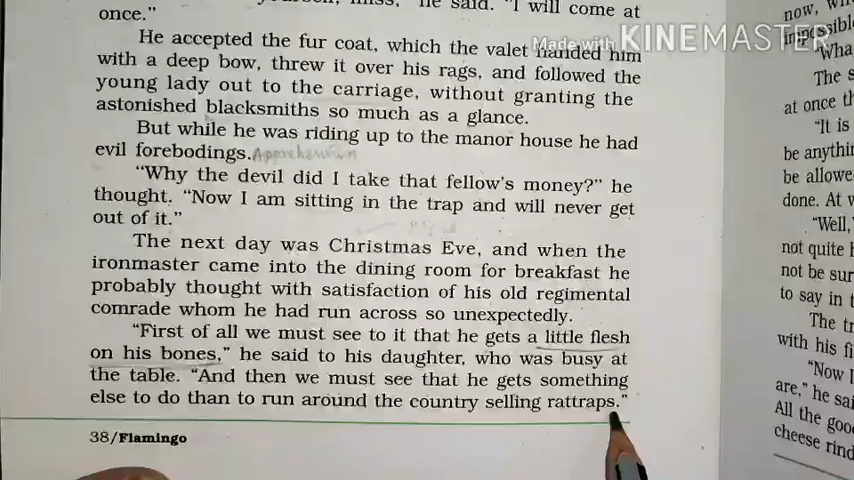 miss," he said. "I will come at
once."
He accepted the fur coat, which the valet handed him
with a deep bow, threw it over his rags, and followed the
young lady out to the carriage, without granting the
astonished blacksmiths so much as a glance.
But while he was riding up to the manor house he had
evil forebodings. Apprehension
"Why the devil did I take that fellow's money?" he
thought. "Now I am sitting in the trap and will never get
out of it."
The next day was Christmas Eve, and when the
ironmaster came into the dining room for breakfast he
probably thought with satisfaction of his old regimental
comrade whom he had run across so unexpectedly.
"First of all we must see to it that he gets a little flesh
on his bones," he said to his daughter, who was busy at
the table. "And then we must see that he gets something
else to do than to run around the country selling rattraps."
38/Flamingo
Made with KINEMASTER
now,
"Wha
The s
at once th
"It is
be anythin
be allowe
done. At w
"Well,
not quite h
not be sur
to say in t
The tr
with his fi
"Now I
are," he sai
All the goo
cheese rind